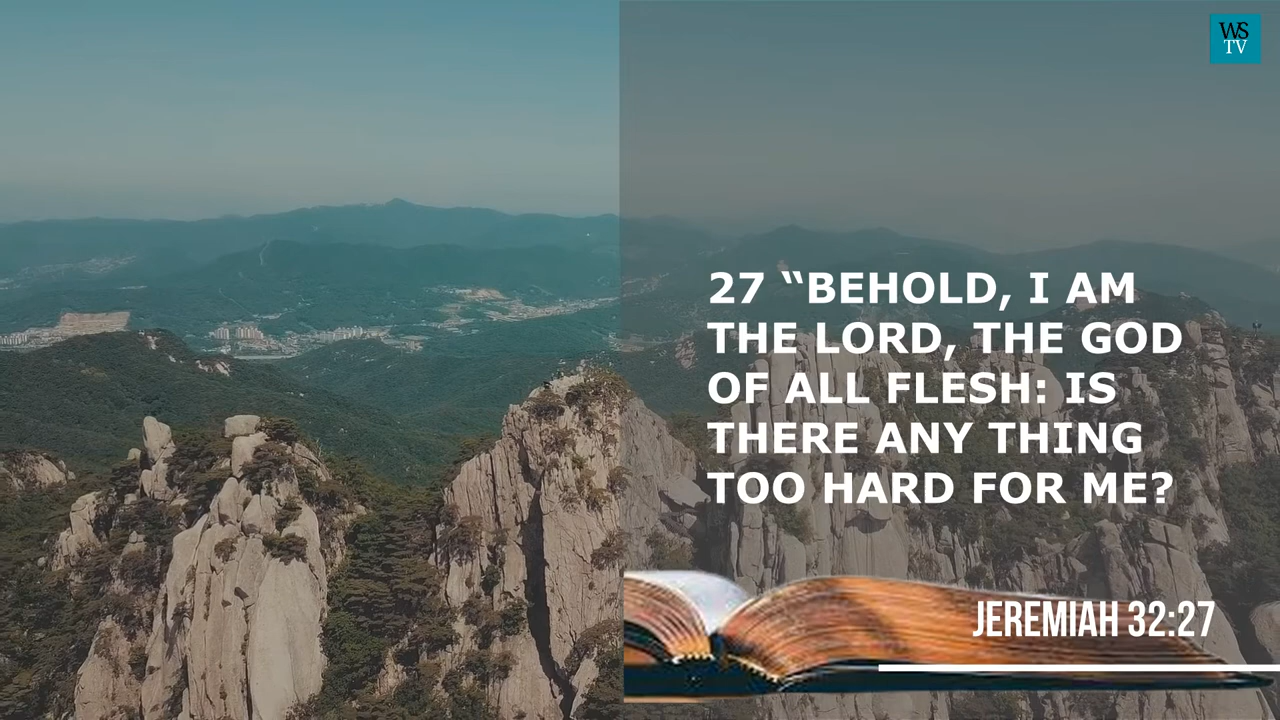 WS
TV
27 “BEHOLD, I AM
THE LORD, THE GOD
OF ALL FLESH: IS
THERE ANY THING
TOO HARD FOR ME?
JEREMIAH 32:27